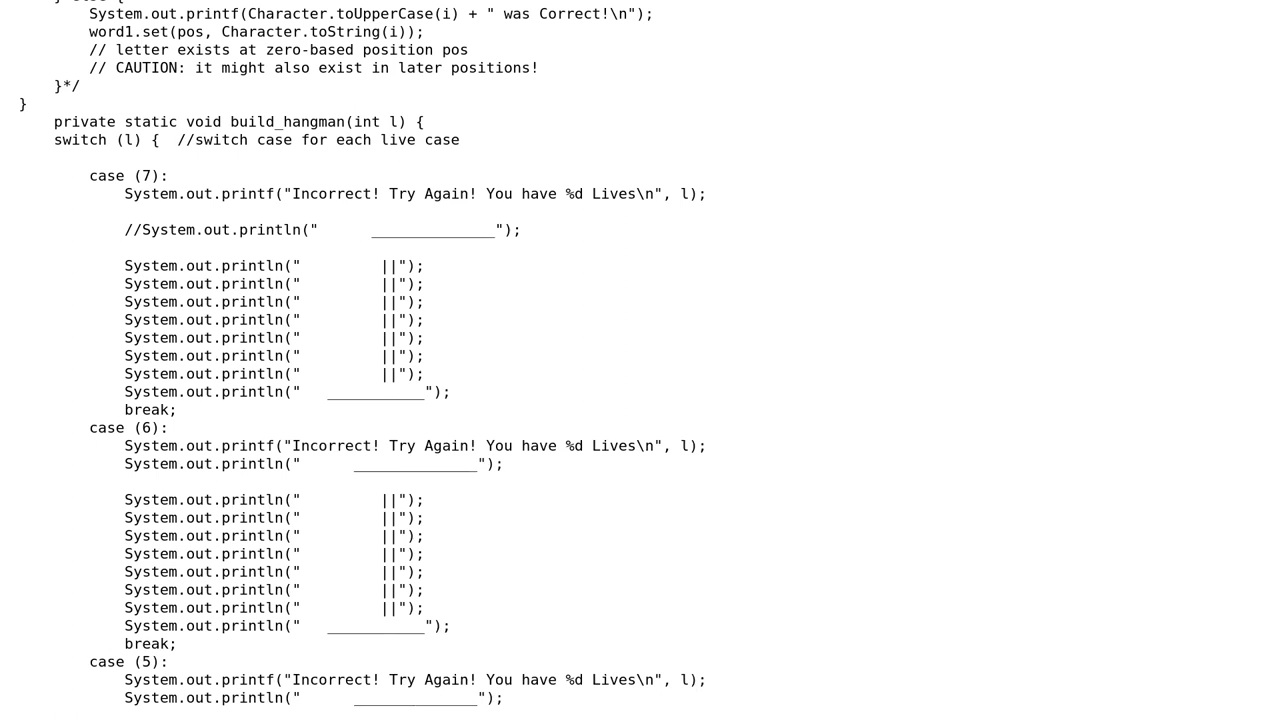 } else {
        System.out.printf(Character.toUpperCase(i) + " was Correct!\n");
        word1.set(pos, Character.toString(i));
        // letter exists at zero-based position pos
        // CAUTION: it might also exist in later positions!
    }*/
}
    private static void build_hangman(int l) {
    switch (l) {  //switch case for each live case

        case (7):
            System.out.printf("Incorrect! Try Again! You have %d Lives\n", l);

            //System.out.println("      ______________");

            System.out.println("         ||");
            System.out.println("         ||");
            System.out.println("         ||");
            System.out.println("         ||");
            System.out.println("         ||");
            System.out.println("         ||");
            System.out.println("         ||");
            System.out.println("   ___________");
            break;
        case (6):
            System.out.printf("Incorrect! Try Again! You have %d Lives\n", l);
            System.out.println("      ______________");

            System.out.println("         ||");
            System.out.println("         ||");
            System.out.println("         ||");
            System.out.println("         ||");
            System.out.println("         ||");
            System.out.println("         ||");
            System.out.println("         ||");
            System.out.println("   ___________");
            break;
        case (5):
            System.out.printf("Incorrect! Try Again! You have %d Lives\n", l);
            System.out.println("      ______________");